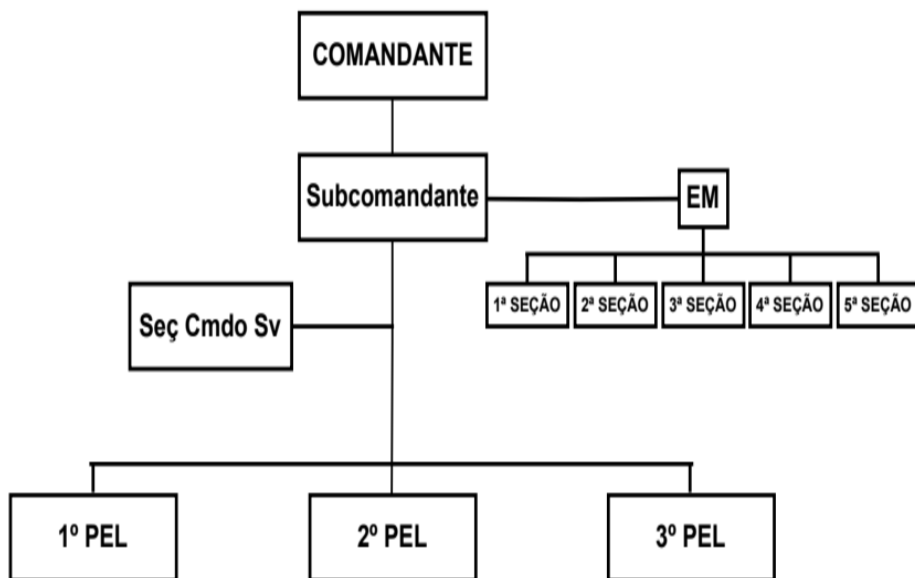 COMANDANTE
Subcomandante
EM
1ª SEÇÃO
2ª SEÇÃO
3ª SEÇÃO
4ª SEÇÃO
5ª SEÇÃO
Seç Cmdo Sv
1º PEL
2º PEL
3º PEL